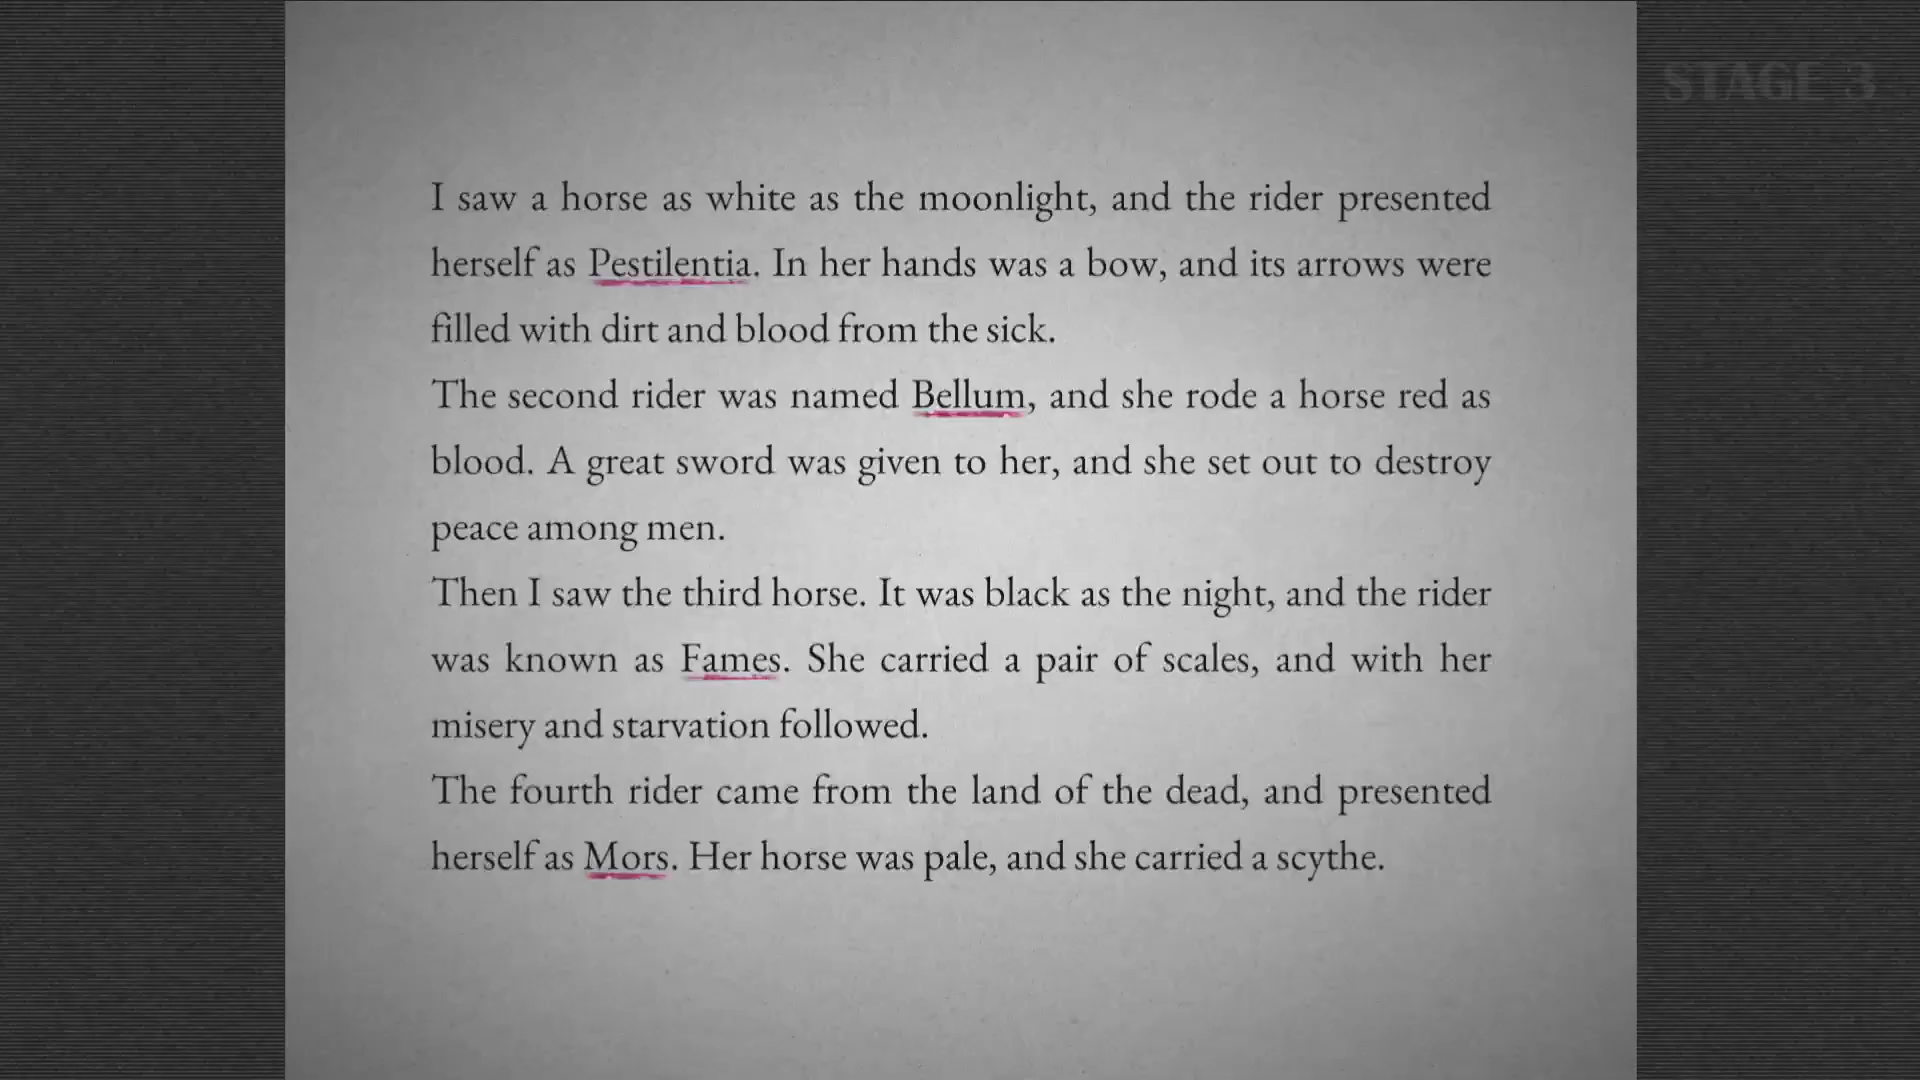 STAGE 3
I saw a horse as white as the moonlight, and the rider presented
herself as Pestilentia. In her hands was a bow, and its arrows were
filled with dirt and blood from the sick.
The second rider was named Bellum, and she rode a horse red as
blood. A great sword was given to her, and she set out to destroy
peace among men.
Then I saw the third horse. It was black as the night, and the rider
was known as Fames. She carried a pair of scales, and with her
misery and starvation followed.
The fourth rider came from the land of the dead, and presented
herself as Mors. Her horse was pale, and she carried a scythe.